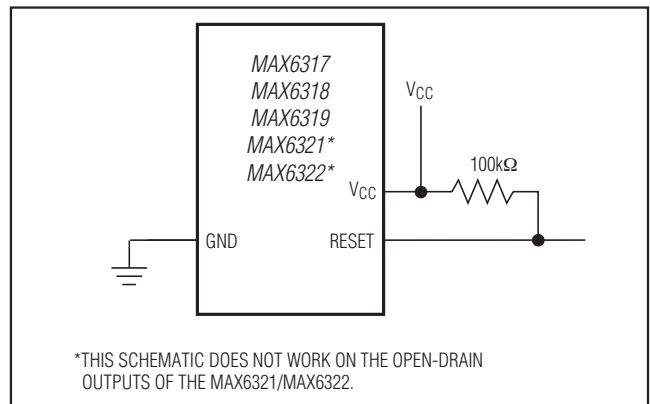 MAX6317
MAX6318
MAX6319
MAX6321*
MAX6322*
VCC
100kΩ
VCC
GND
RESET
*THIS SCHEMATIC DOES NOT WORK ON THE OPEN-DRAIN
OUTPUTS OF THE MAX6321/MAX6322.